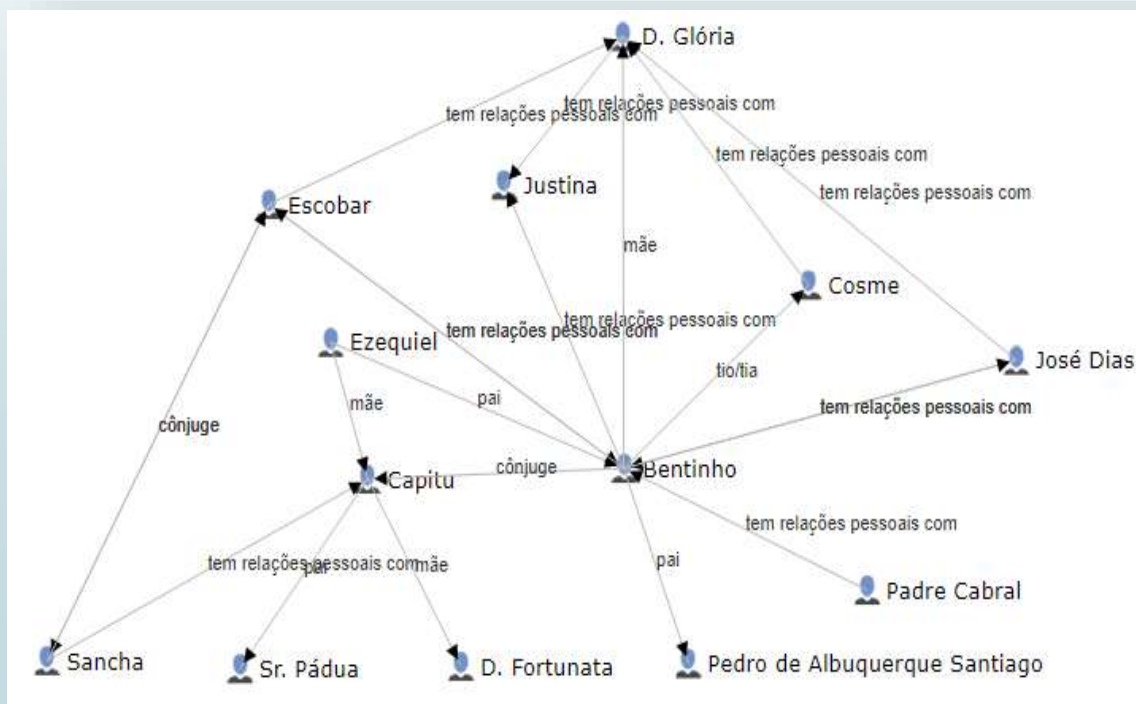 D. Glória
tem relações pessoais com
tem relações pessoais com
tem relações pessoais com
Justina
tem relações pessoais com
Escobar
mãe
Cosme
tem relações pessoais com
tem relações pessoais com
Ezequiel
José Dias
tio/tia
pai
mãe
tem relações pessoais com
cônjuge
cônjuge
Bentinho
Capitu
tem relações pessoais com
tem relações pessoais com
pai
mãe
pai
Padre Cabral
Sancha
Sr. Pádua
D. Fortunata
Pedro de Albuquerque Santiago